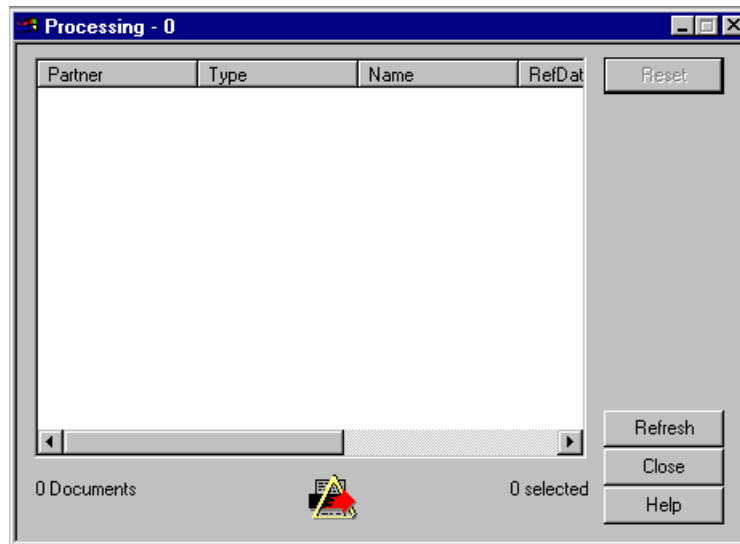 Processing - 0
Partner Type Name RefDat
Reset
Refresh
Close
Help
0 Documents
0 selected